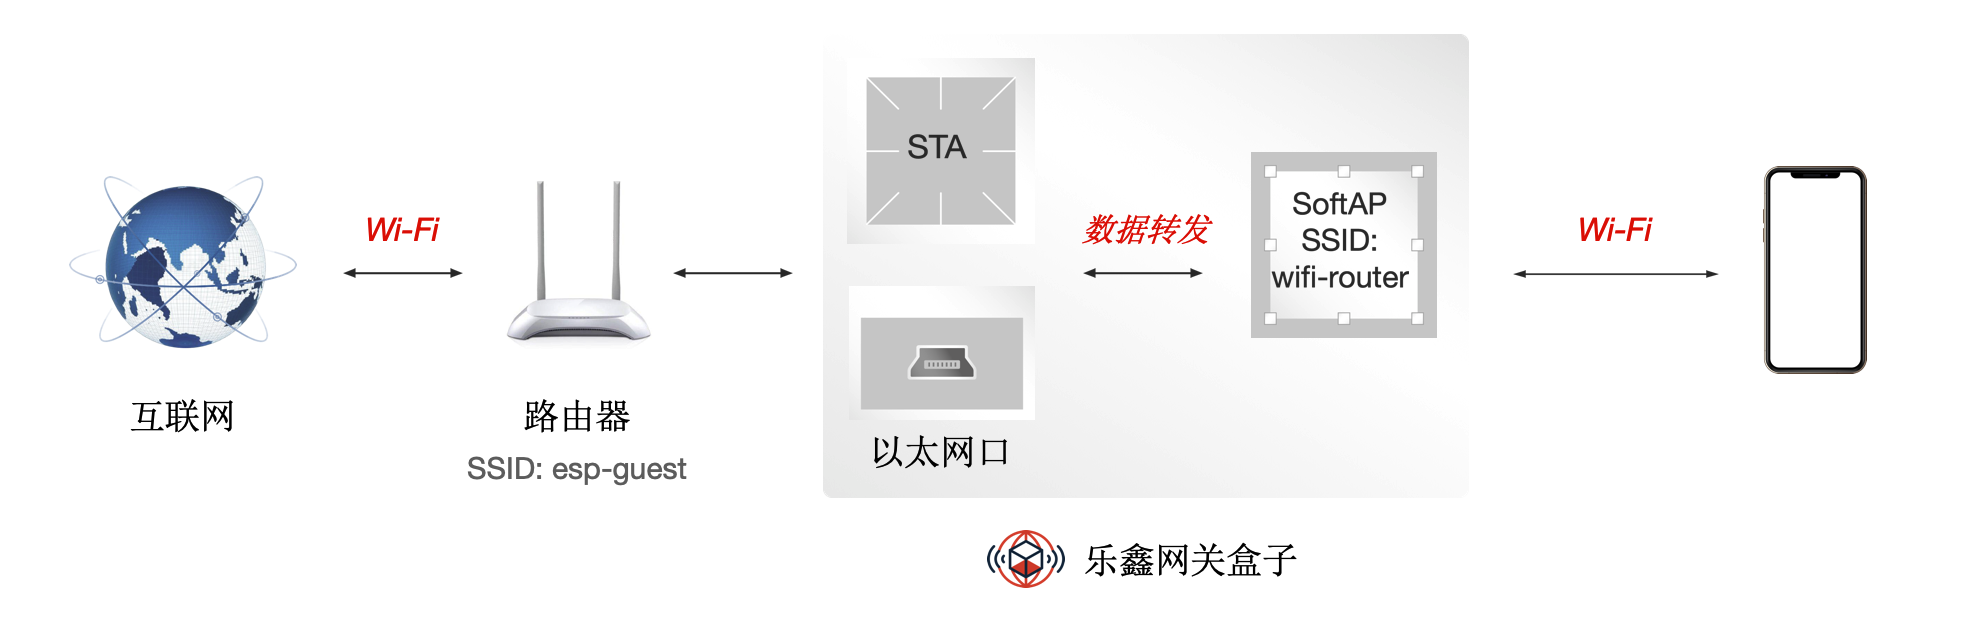 Wi-Fi
互联网
路由器
SSID: esp-guest
STA
以太网口
数据转发
SoftAP
SSID:
wifi-router
Wi-Fi
乐鑫网关盒子